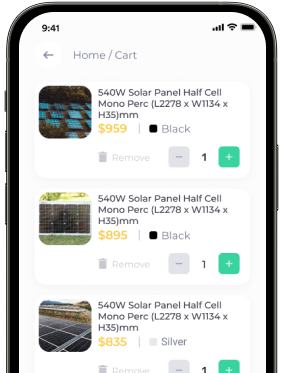 9:41
Home / Cart
540W Solar Panel Half Cell
Mono Perc (L2278 x W1134 x
H35)mm
$959 | Black
Remove − 1 +
540W Solar Panel Half Cell
Mono Perc (L2278 x W1134 x
H35)mm
$895 | Black
Remove − 1 +
540W Solar Panel Half Cell
Mono Perc (L2278 x W1134 x
H35)mm
$835 | Silver
Remove − 1 +